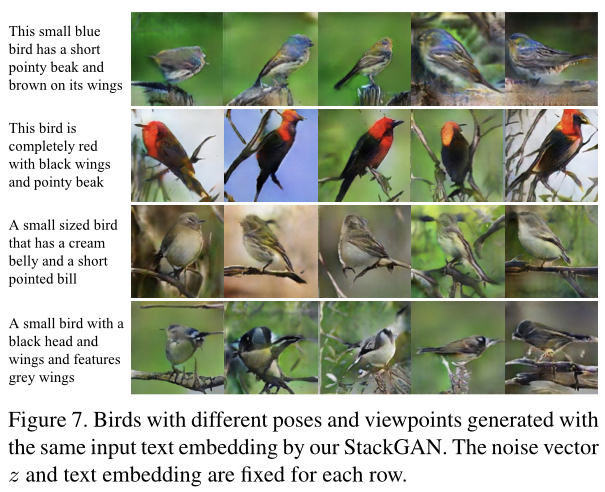 This small blue
bird has a short
pointy beak and
brown on its wings
This bird is
completely red
with black wings
and pointy beak
A small sized bird
that has a cream
belly and a short
pointed bill
A small bird with a
black head and
wings and features
grey wings
Figure 7. Birds with different poses and viewpoints generated with
the same input text embedding by our StackGAN. The noise vector
z and text embedding are fixed for each row.